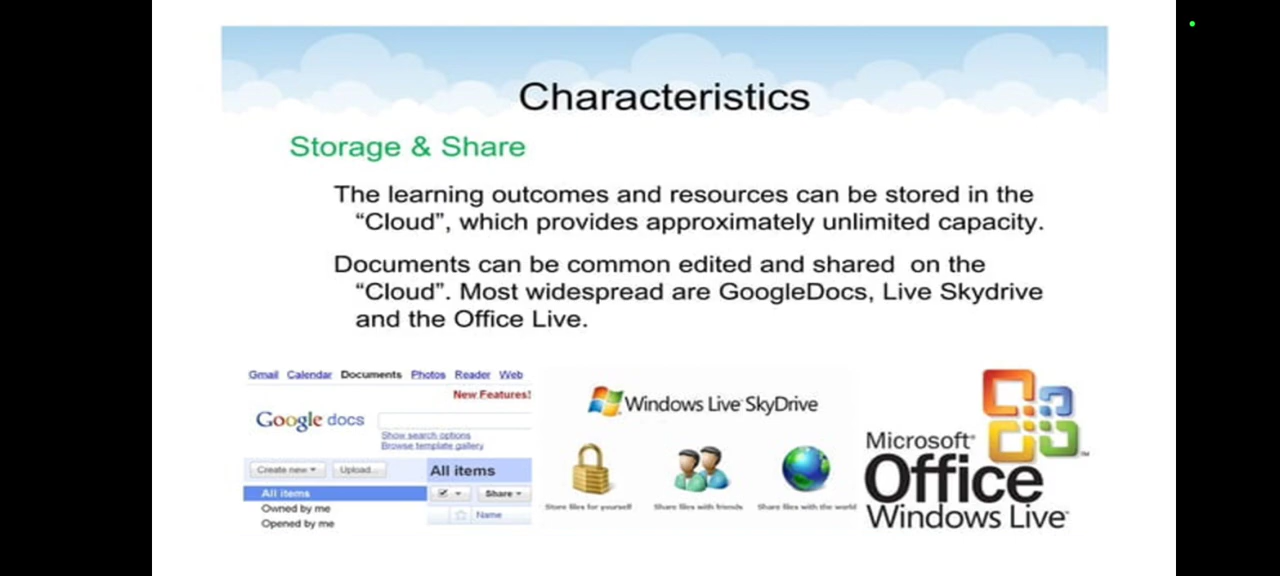 Characteristics
Storage & Share
The learning outcomes and resources can be stored in the
“Cloud”, which provides approximately unlimited capacity.
Documents can be common edited and shared on the
“Cloud”. Most widespread are GoogleDocs, Live Skydrive
and the Office Live.
Gmail Calendar Documents Photos Reader Web
New Features!
Google docs
Show search options
Browse template gallery
Create new Upload...
All items
All items
Share
Owned by me
Name
Opened by me
Windows Live SkyDrive
Store files for yourself
Share files with friends
Share files with the world
Microsoft
Office
Windows Live